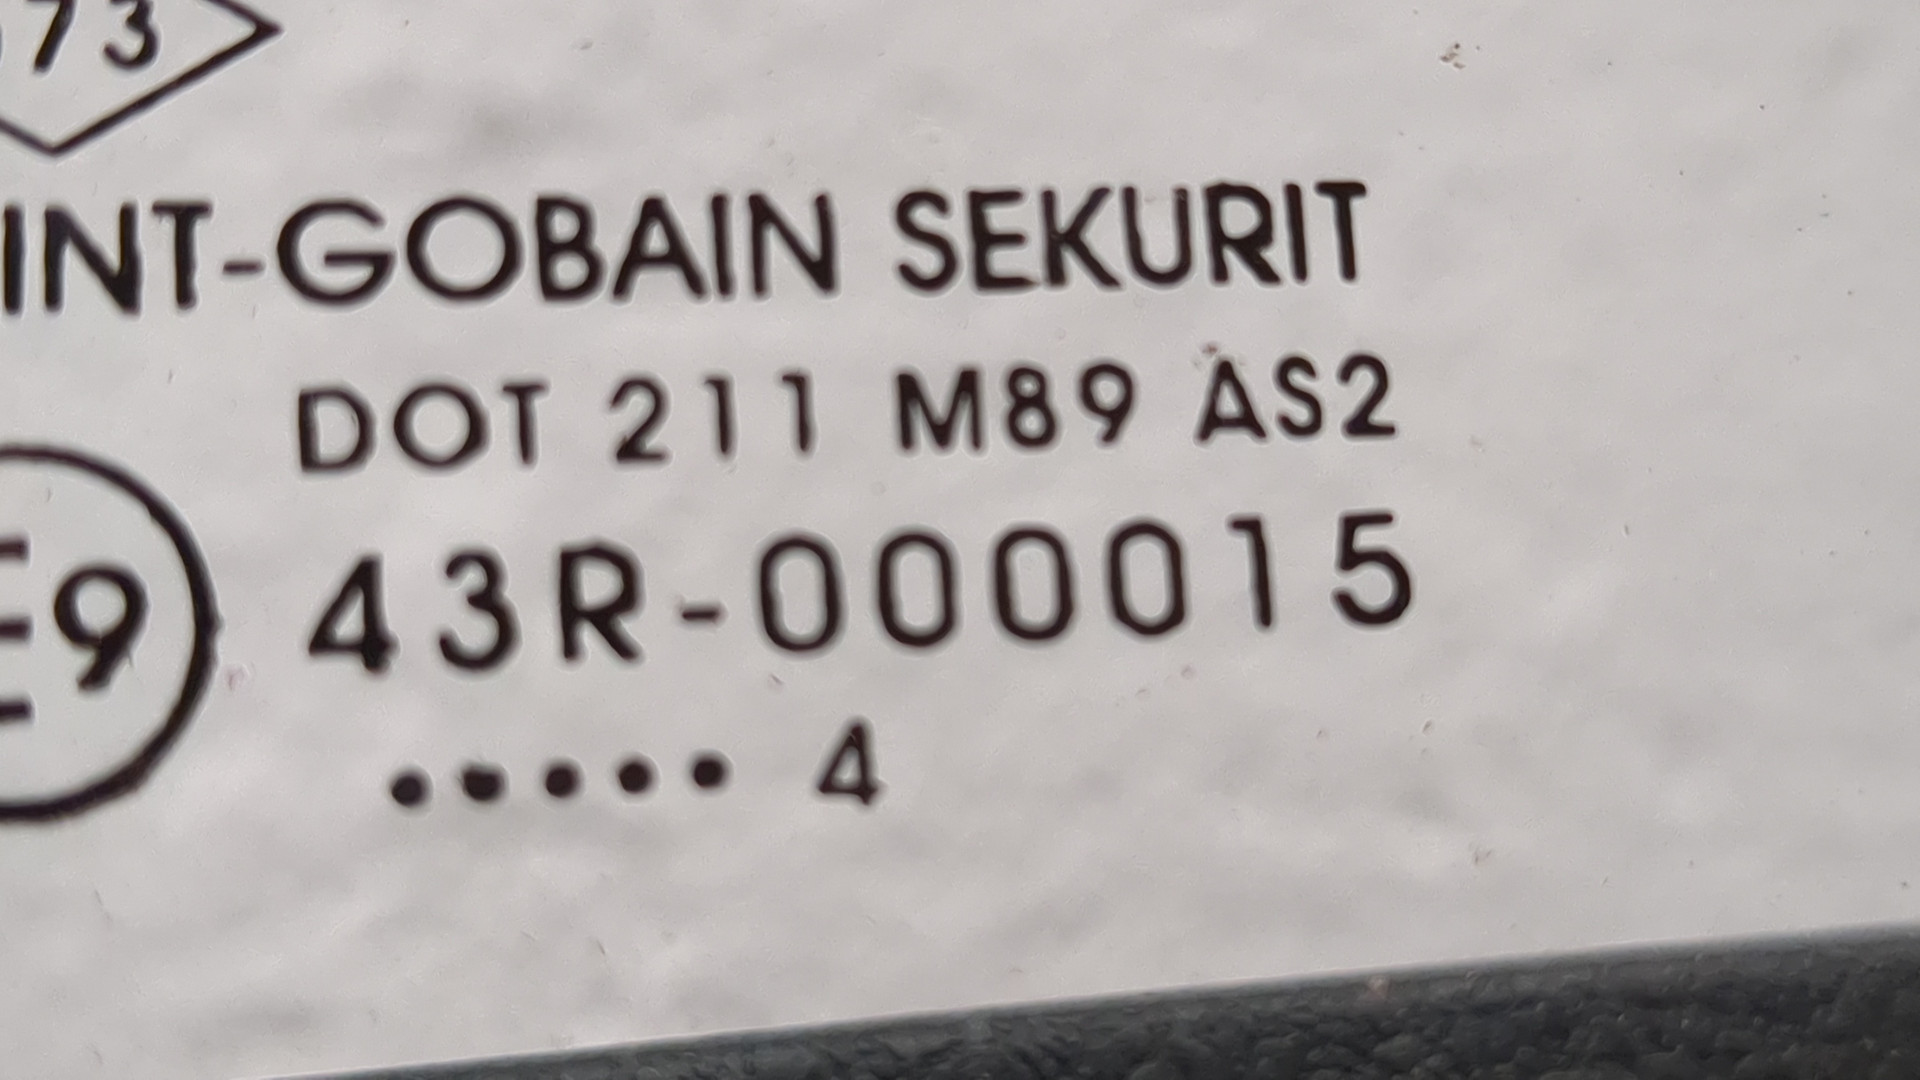 73
INT-GOBAIN SEKURIT
DOT 211 M89 AS2
E9 43R-000015
••••• 4